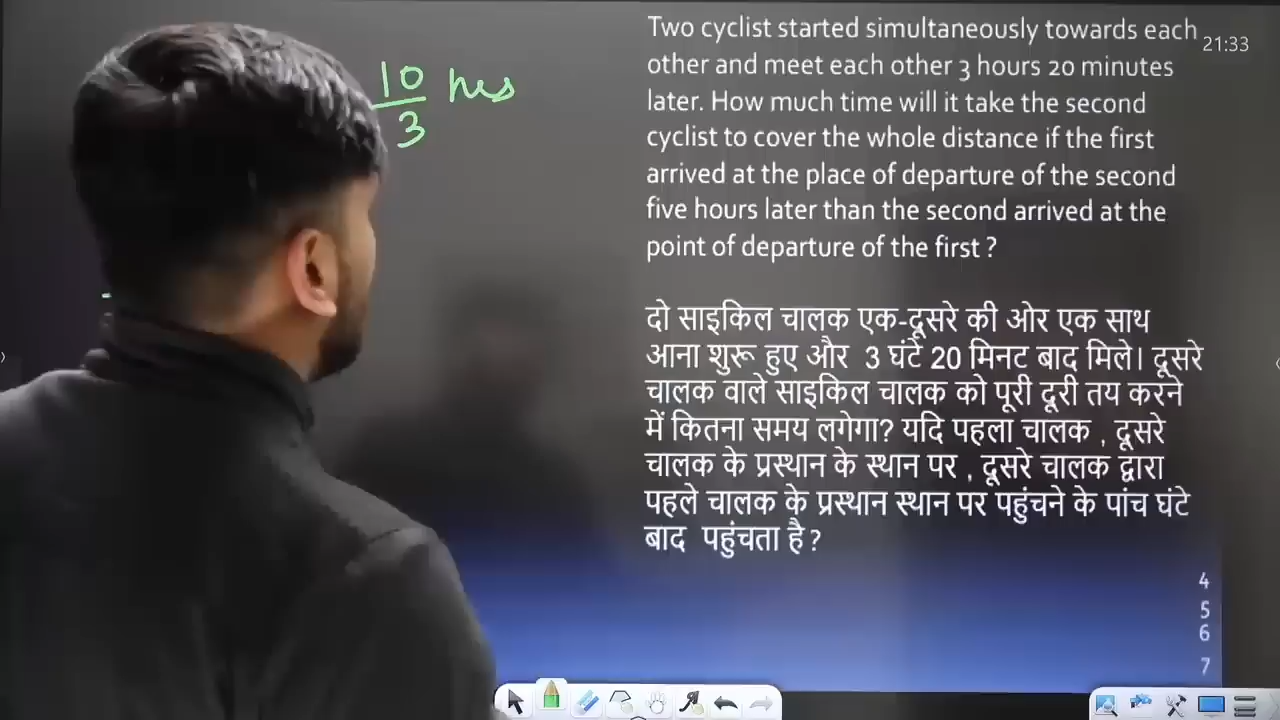 10
3
hrs
Two cyclist started simultaneously towards each
other and meet each other 3 hours 20 minutes
later. How much time will it take the second
cyclist to cover the whole distance if the first
arrived at the place of departure of the second
five hours later than the second arrived at the
point of departure of the first ?
21:33
दो साइकिल चालक एक-दूसरे की ओर एक साथ
आना शुरू हुए और 3 घंटे 20 मिनट बाद मिले। दूसरे
चालक वाले साइकिल चालक को पूरी दूरी तय करने
में कितना समय लगेगा? यदि पहला चालक , दूसरे
चालक के प्रस्थान के स्थान पर , दूसरे चालक द्वारा
पहले चालक के प्रस्थान स्थान पर पहुंचने के पांच घंटे
बाद पहुंचता है ?
4
5
6
7